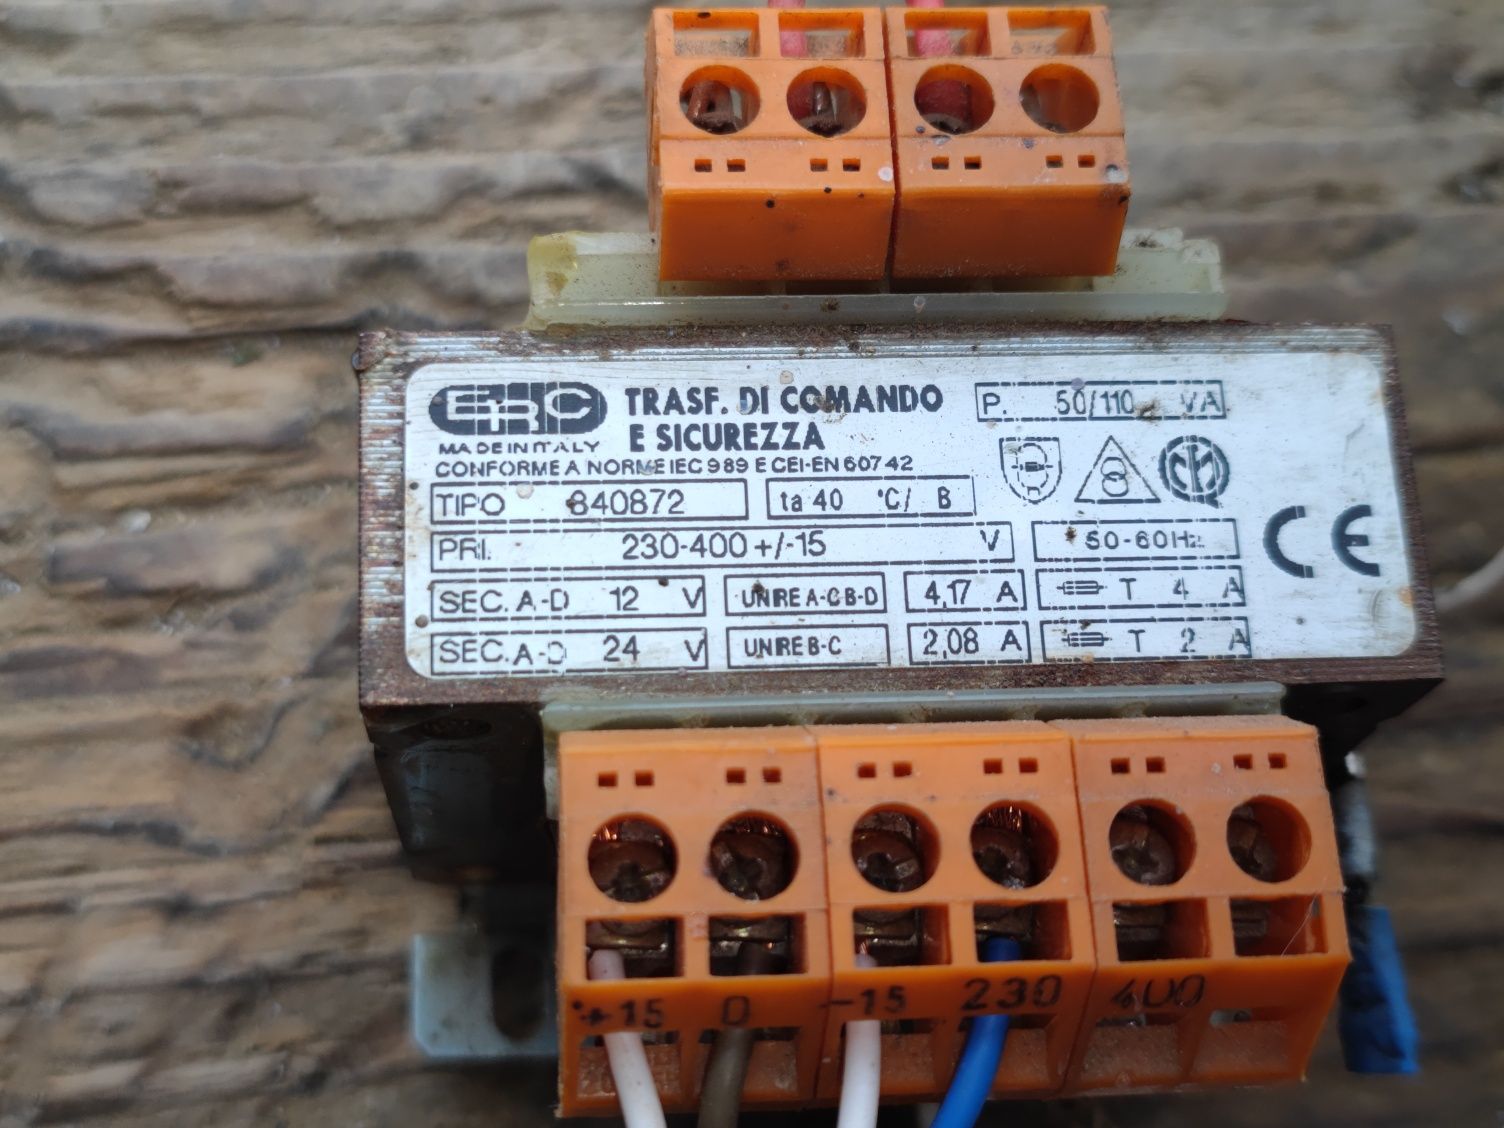 ERC TRASF. DI COMANDO P. 50/110 VA
MADE IN ITALY E SICUREZZA
CONFORME A NORME IEC 989 E CEI-EN 60742
TIPO 840872 ta 40 °C/ B
PRI. 230-400 +/-15 V 50-60Hz CE
SEC. A-D 12 V UNIRE A-C B-D 4,17 A T 4 A
SEC. A-D 24 V UNIRE B-C 2,08 A T 2 A
+15 0 -15 230 400